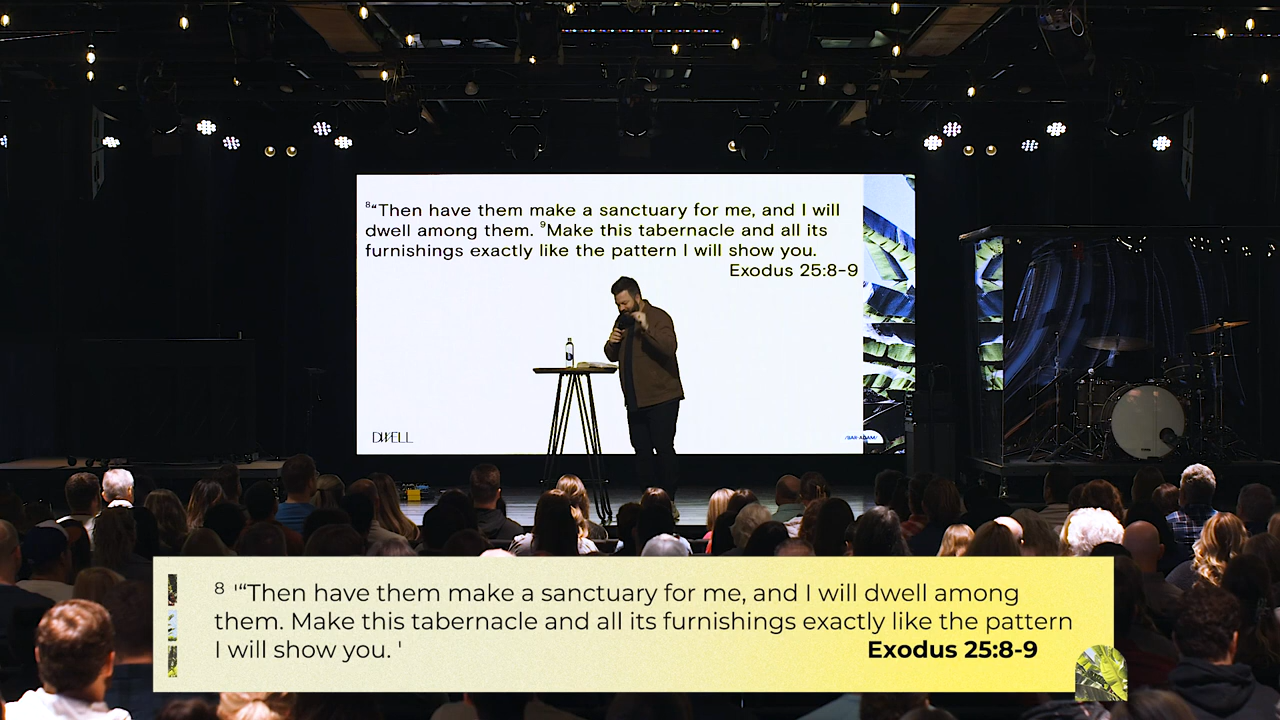 ⁸“Then have them make a sanctuary for me, and I will
dwell among them. ⁹Make this tabernacle and all its
furnishings exactly like the pattern I will show you.
Exodus 25:8-9
DWELL
8 '“Then have them make a sanctuary for me, and I will dwell among
them. Make this tabernacle and all its furnishings exactly like the pattern
I will show you. '
Exodus 25:8-9